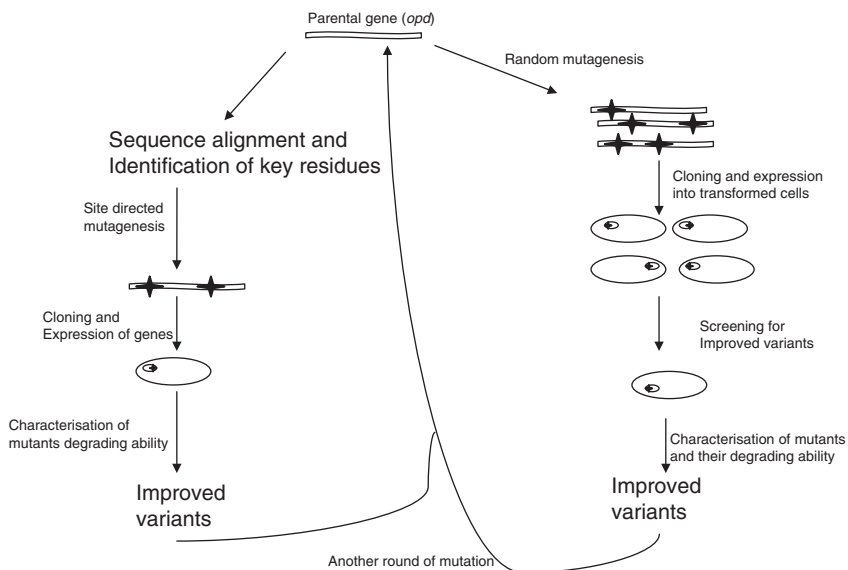 Parental gene (opd)
Random mutagenesis
Sequence alignment and
Identification of key residues
Site directed
mutagenesis
Cloning and
Expression of genes
Characterisation of
mutants degrading ability
Improved
variants
Cloning and expression
into transformed cells
Screening for
Improved variants
Characterisation of mutants
and their degrading ability
Improved
variants
Another round of mutation